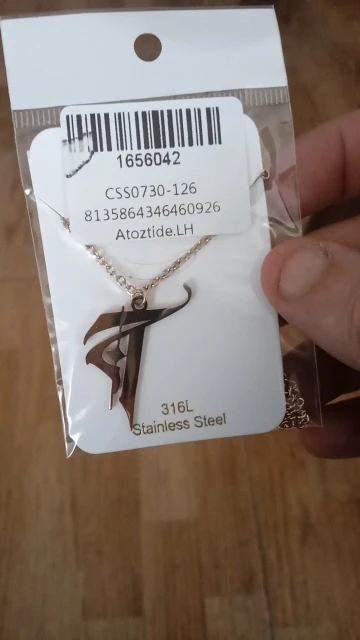 1656042
CSS0730-126
8135864346460926
Atoztide.LH
316L
Stainless Steel